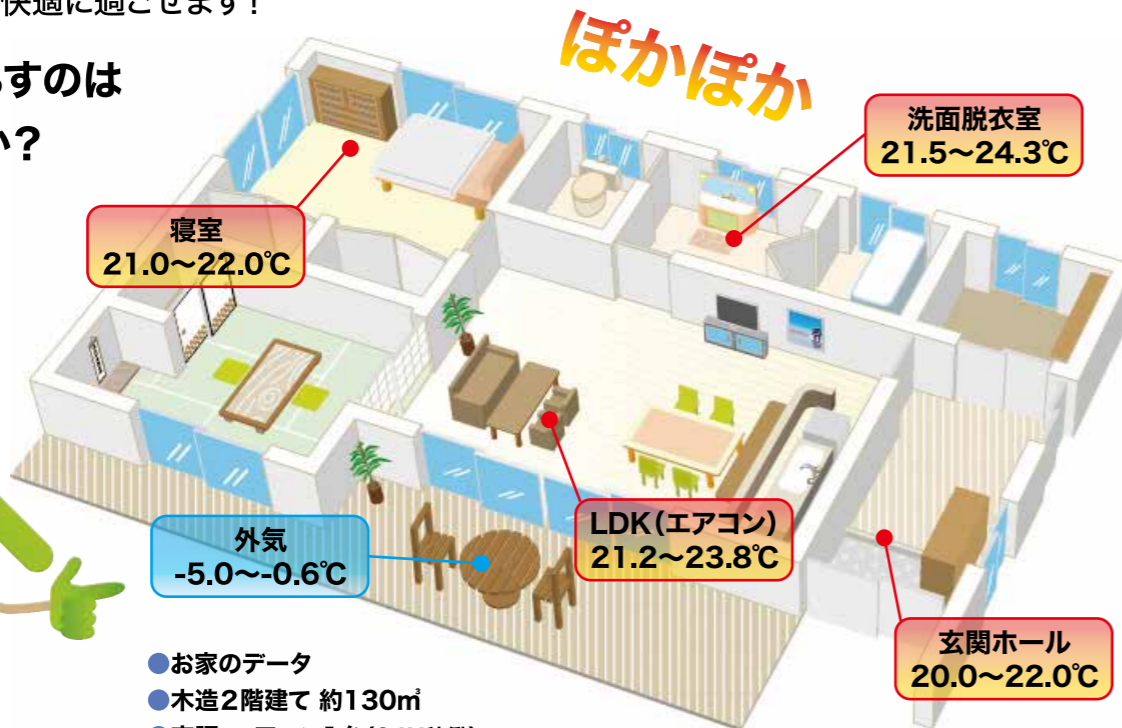 快適に過ごせます!
すのは
か?
ぽかぽか
洗面脱衣室
21.5〜24.3℃
寝室
21.0〜22.0℃
LDK(エアコン)
21.2〜23.8℃
外気
-5.0〜-0.6℃
玄関ホール
20.0〜22.0℃
●お家のデータ
●木造2階建て 約130㎡